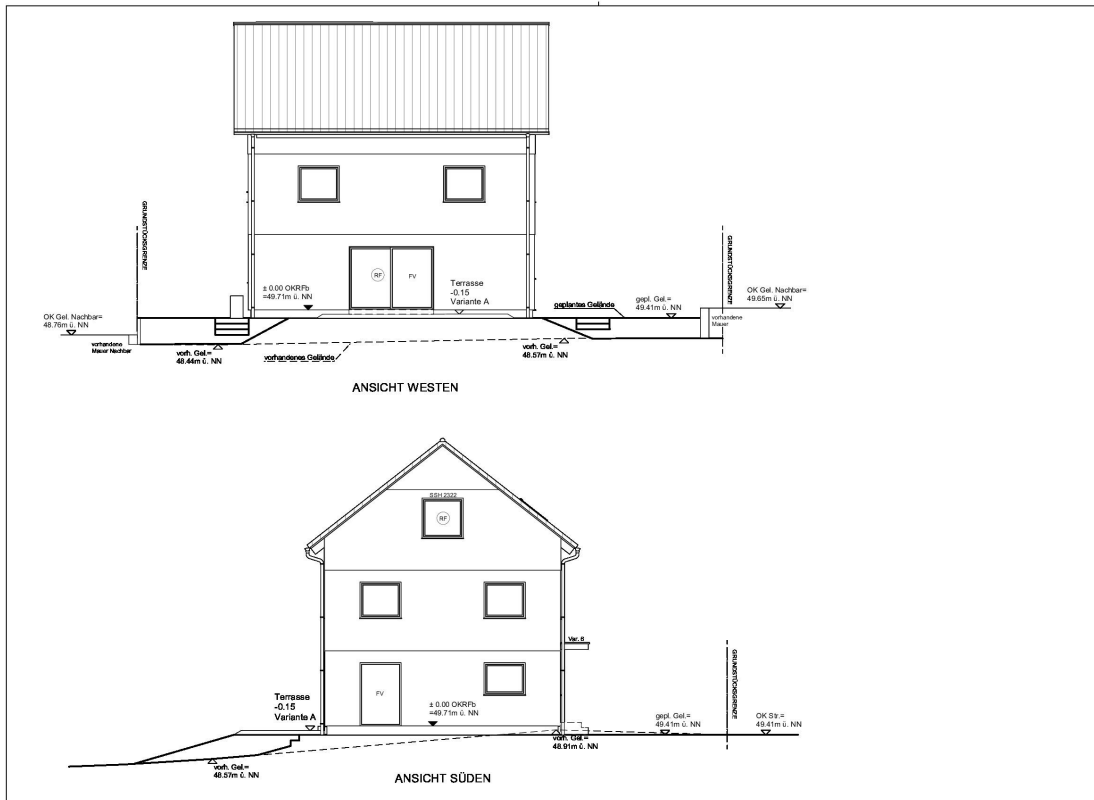 GRUNDSTÜCKSGRENZE
GRUNDSTÜCKSGRENZE
RF
FV
± 0.00 OKRFb
=49.71m ü. NN
Terrasse
-0.15
Variante A
geplantes Gelände
gepl. Gel.=
49.41m ü. NN
OK Gel. Nachbar=
49.65m ü. NN
vorhandene
Mauer
OK Gel. Nachbar=
48.76m ü. NN
vorhandene
Mauer Nachbar
vorh. Gel.=
48.44m ü. NN
vorhandenes Gelände
vorh. Gel.=
48.57m ü. NN
ANSICHT WESTEN
SSH 2322
RF
Var. 6
GRUNDSTÜCKSGRENZE
FV
Terrasse
-0.15
Variante A
± 0.00 OKRFb
=49.71m ü. NN
gepl. Gel.=
49.41m ü. NN
OK Str.=
49.41m ü. NN
vorh. Gel.=
48.91m ü. NN
vorh. Gel.=
48.57m ü. NN
ANSICHT SÜDEN